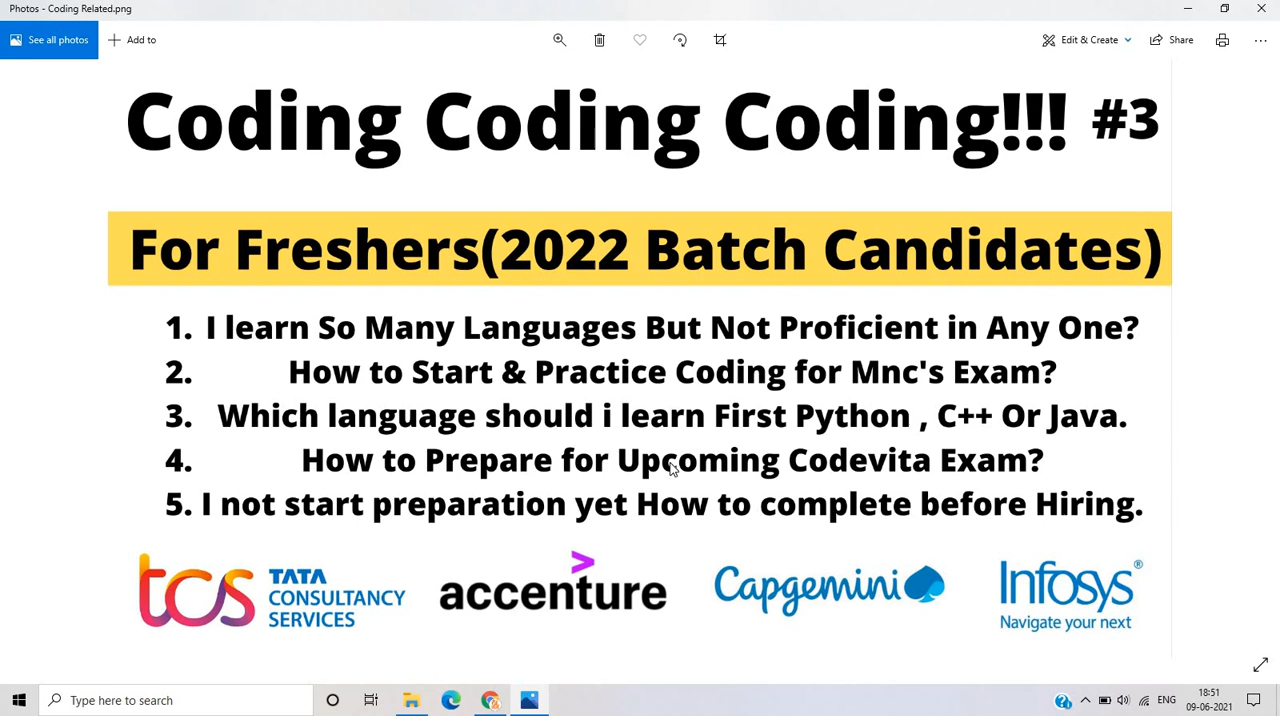 Photos - Coding Related.png
See all photos
Add to
Edit & Create
Share
Coding Coding Coding!!! #3
For Freshers(2022 Batch Candidates)
1. I learn So Many Languages But Not Proficient in Any One?
2. How to Start & Practice Coding for Mnc's Exam?
3. Which language should i learn First Python , C++ Or Java.
4. How to Prepare for Upcoming Codevita Exam?
5. I not start preparation yet How to complete before Hiring.
tcs TATA
CONSULTANCY
SERVICES
accenture
Capgemini
Infosys®
Navigate your next
Type here to search
ENG
18:51
09-06-2021